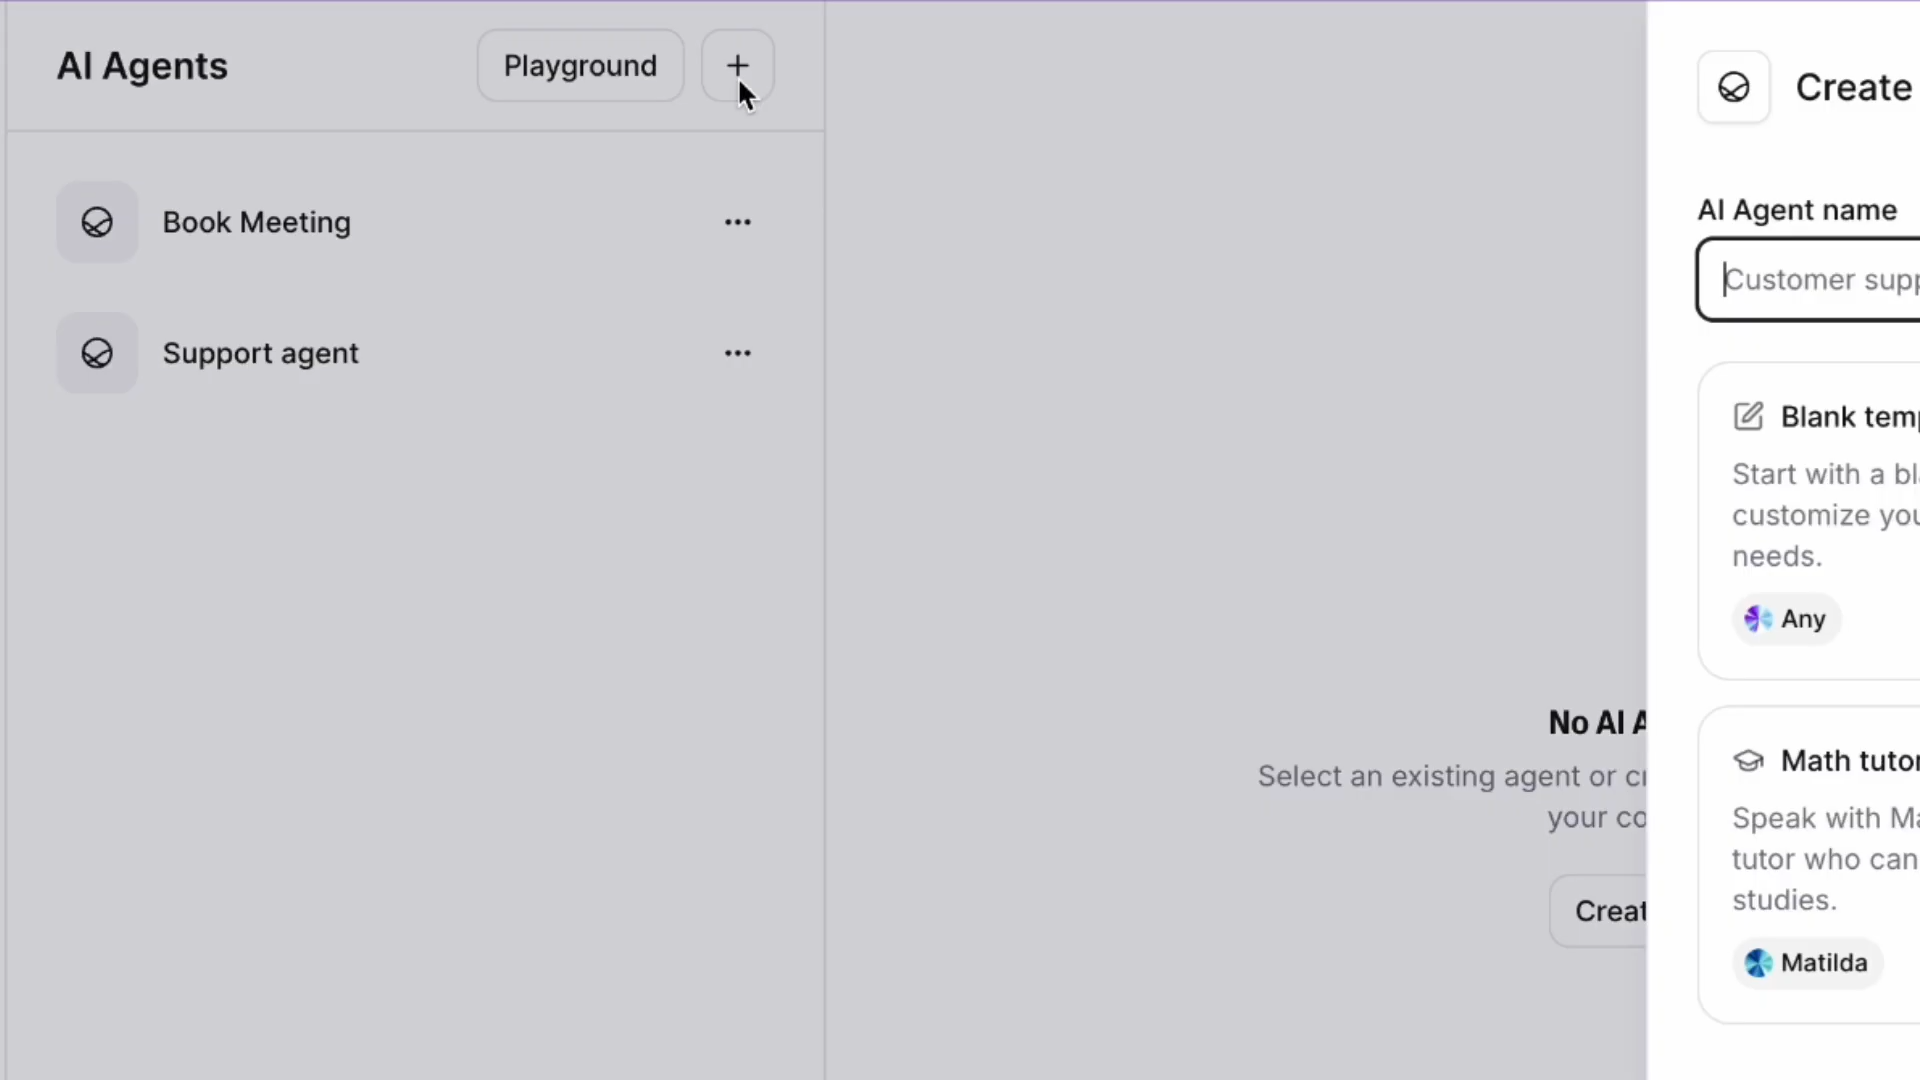 AI Agents
Playground
Book Meeting
Support agent
No AI A
Select an existing agent or cr
your co
Creat
Create
AI Agent name
Customer supp
Blank temp
Start with a bl
customize you
needs.
Any
Math tutor
Speak with Ma
tutor who can
studies.
Matilda